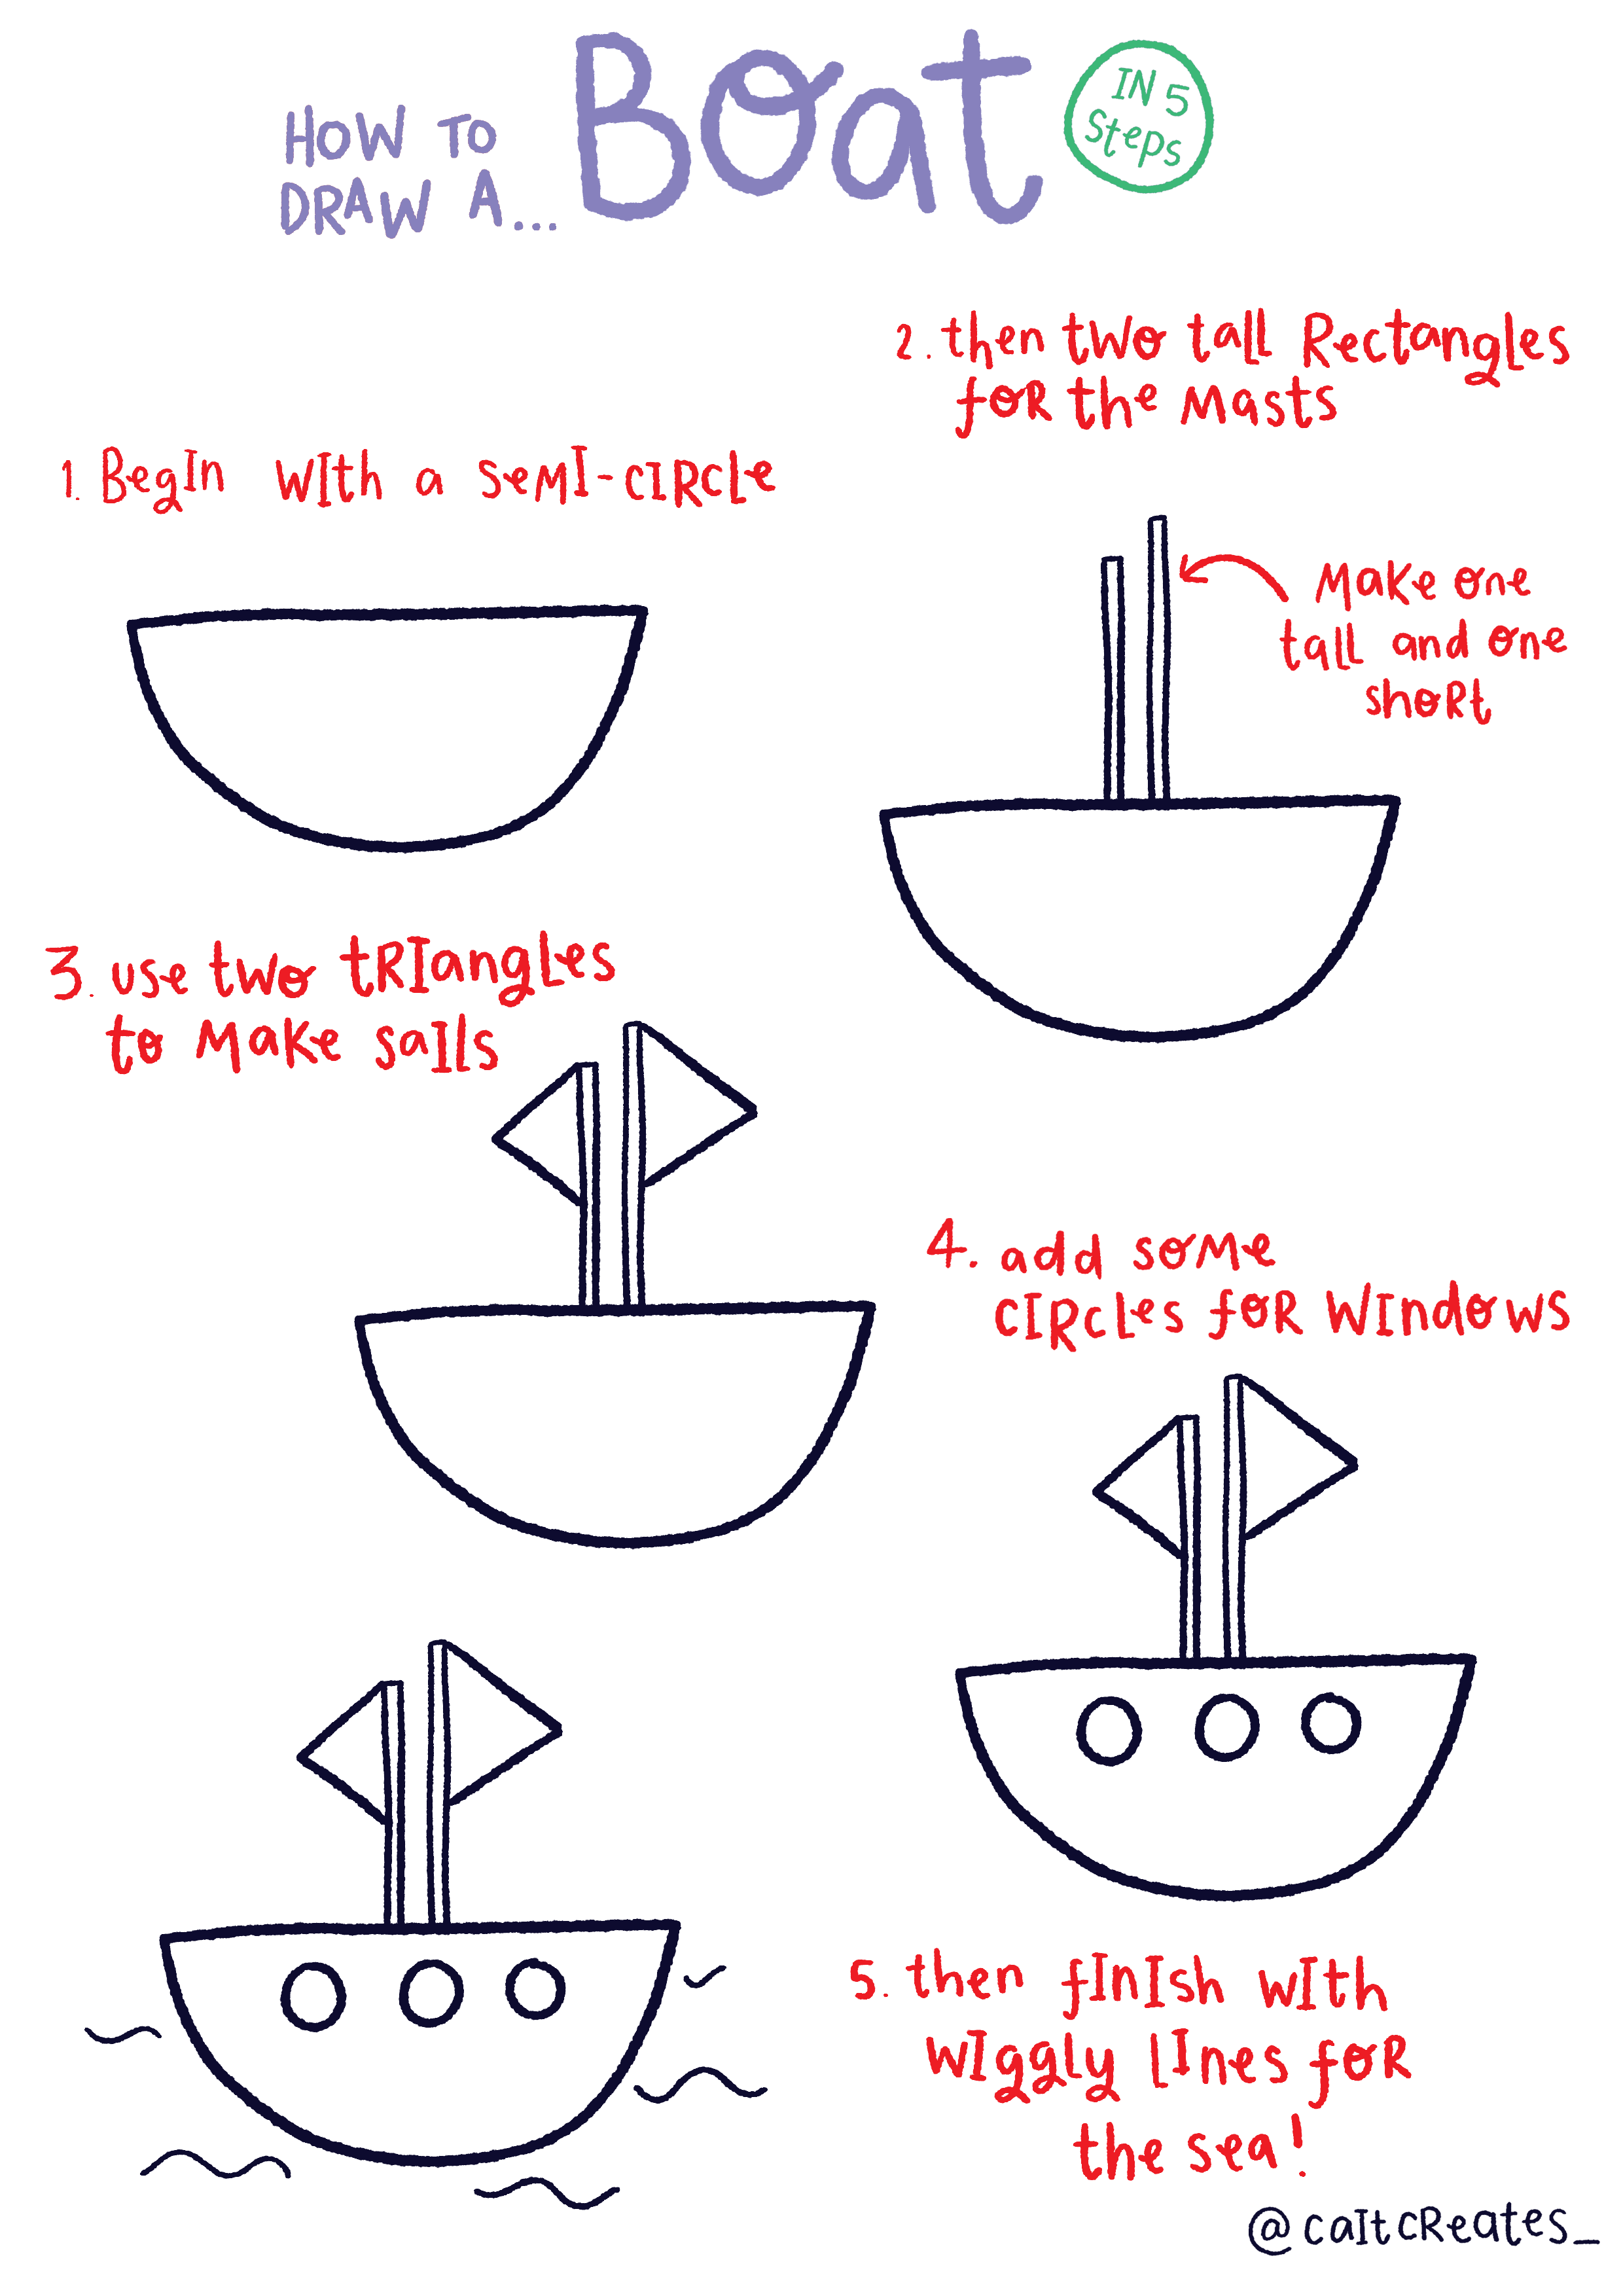 HOW TO
DRAW A...
Boat
IN 5
Steps
1. Begin with a semi-circle
2. then two tall Rectangles
for the Masts
Make one
tall and one
short
3. use two triangles
to make sails
4. add some
circles for windows
5. then finish with
wiggly lines for
the sea!
@caitcreates_